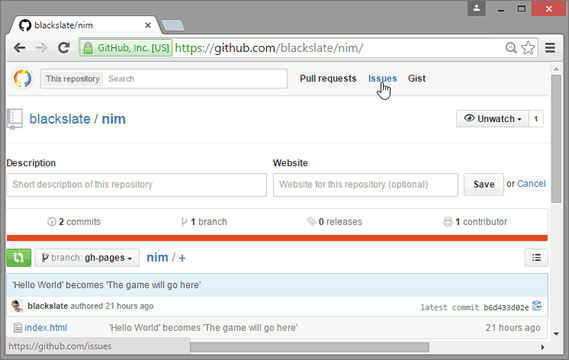 blackslate/nim
GitHub, Inc. [US] https://github.com/blackslate/nim/
This repository Search Pull requests Issues Gist
blackslate / nim Unwatch 1
Description Website
Short description of this repository Website for this repository (optional) Save or Cancel
2 commits 1 branch 0 releases 1 contributor
branch: gh-pages nim / +
'Hello World' becomes 'The game will go here'
blackslate authored 21 hours ago latest commit b6d433d02e
index.html 'Hello World' becomes 'The game will go here' 21 hours ago
https://github.com/issues